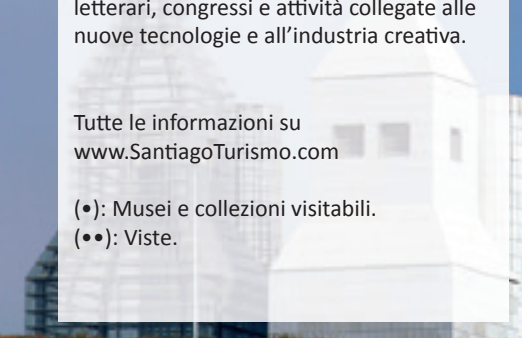 letterari, congressi e attività collegate alle
nuove tecnologie e all’industria creativa.
Tutte le informazioni su
www.SantiagoTurismo.com
(•): Musei e collezioni visitabili.
(••): Viste.